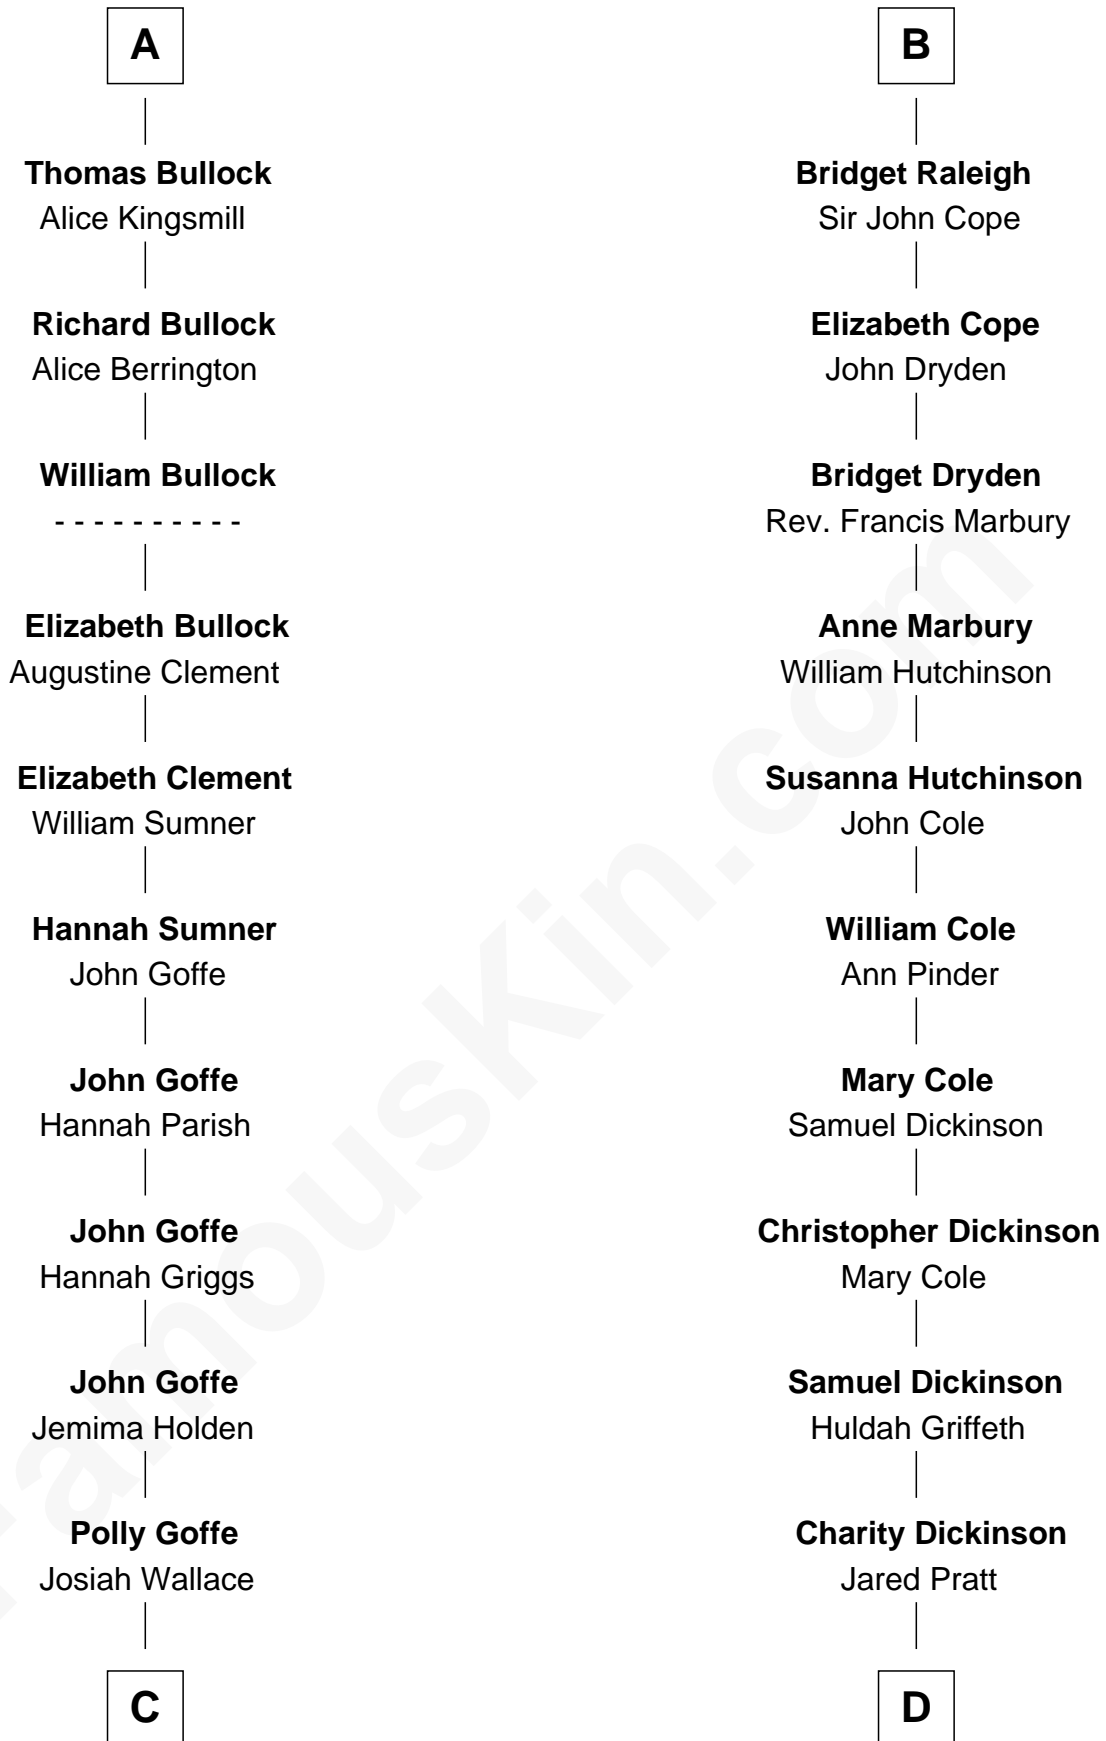 A
Thomas Bullock
Alice Kingsmill
Richard Bullock
Alice Berrington
William Bullock
- - - - - - - - - -
Elizabeth Bullock
Augustine Clement
Elizabeth Clement
William Sumner
Hannah Sumner
John Goffe
John Goffe
Hannah Parish
John Goffe
Hannah Griggs
John Goffe
Jemima Holden
Polly Goffe
Josiah Wallace
C
B
Bridget Raleigh
Sir John Cope
Elizabeth Cope
John Dryden
Bridget Dryden
Rev. Francis Marbury
Anne Marbury
William Hutchinson
Susanna Hutchinson
John Cole
William Cole
Ann Pinder
Mary Cole
Samuel Dickinson
Christopher Dickinson
Mary Cole
Samuel Dickinson
Huldah Griffeth
Charity Dickinson
Jared Pratt
D
FamousKin.com